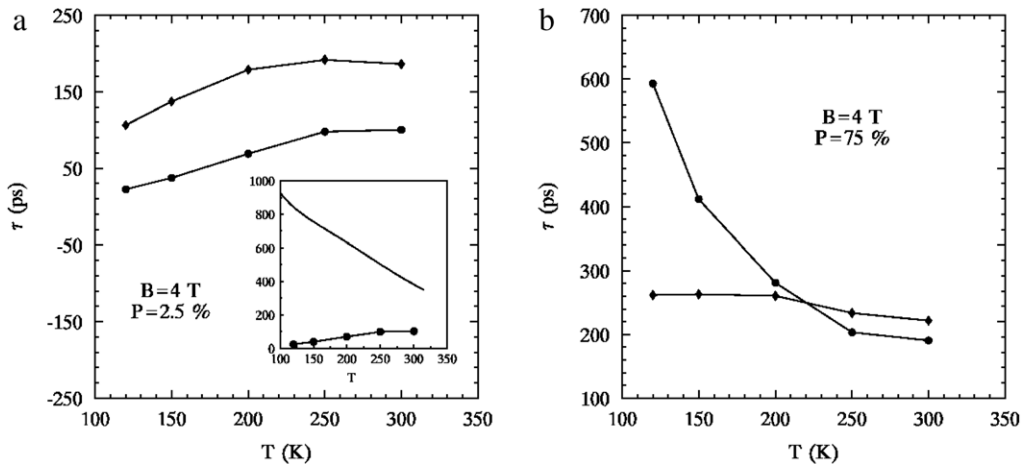 a
250
150
50
-50
-150
-250
τ (ps)
B=4 T
P=2.5 %
1000
800
600
400
200
0
100 150 200 250 300 350
T
100 150 200 250 300 350
T (K)
b
700
600
500
400
300
200
100
τ (ps)
B=4 T
P=75 %
100 150 200 250 300 350
T (K)